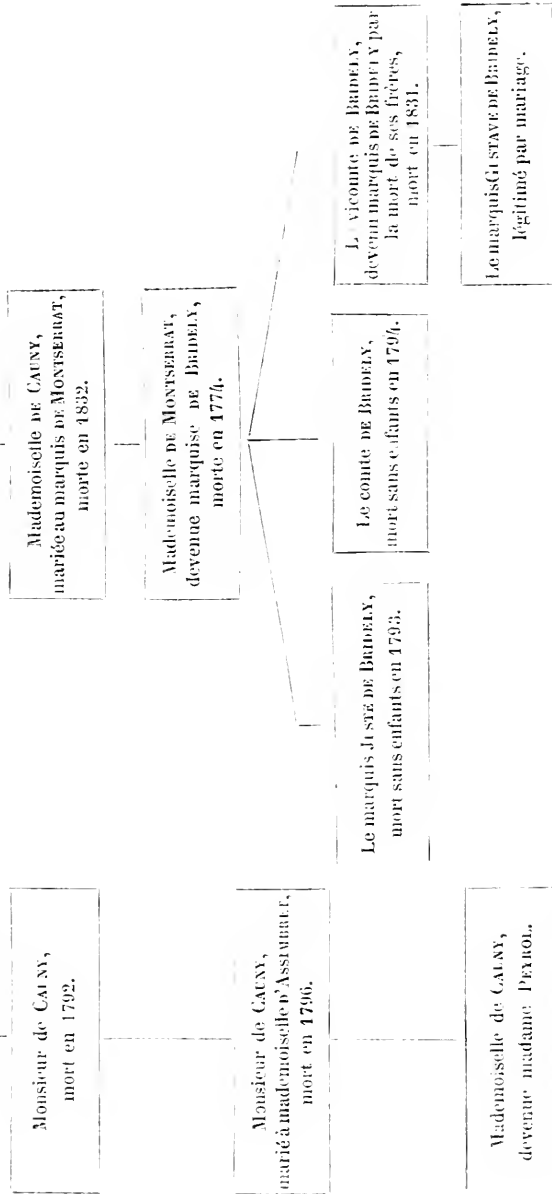 Mademoiselle DE CAUNY,
mariée au marquis DE MONTSERRAT,
morte en 1832.
Mademoiselle DE MONTSERRAT,
devenue marquise DE BRIDELY,
morte en 1774.
L vicomte DE BRIDELY,
devenu marquis DE BRIDELY par
la mort de ses frères,
mort en 1831.
Le marquis GUSTAVE DE BRIDELY,
légitimé par mariage.
Le comte DE BRIDELY,
mort sans enfants en 1794.
Le marquis JUSTE DE BRIDELY,
mort sans enfants en 1793.
Monsieur de CAUNY,
mort en 1792.
Monsieur de CAUNY,
marié à mademoiselle D'ASSIMBRET,
mort en 1796.
Mademoiselle de CAUNY,
devenue madame PEYROL.